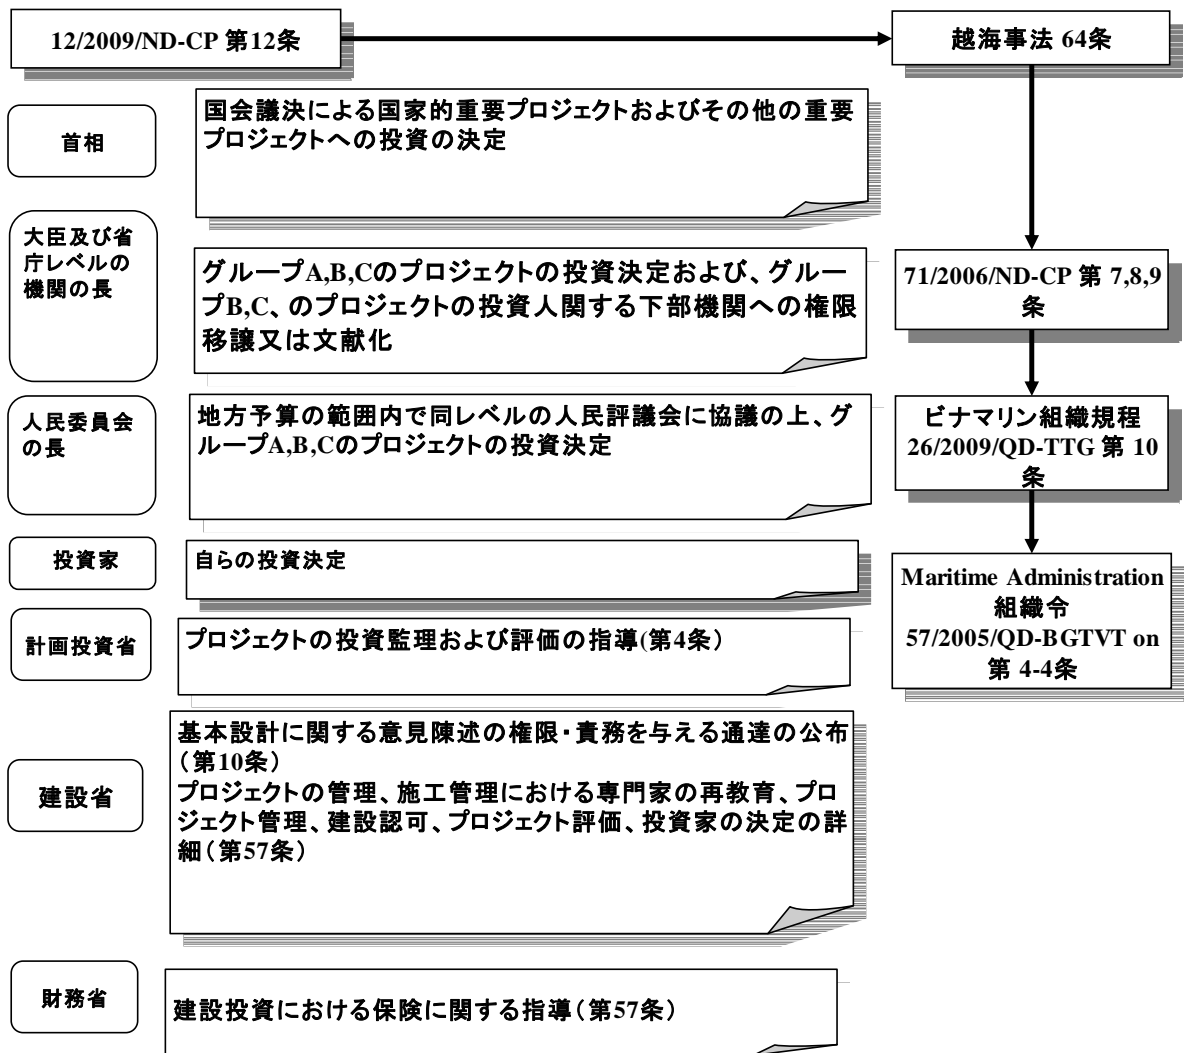 12/2009/ND-CP 第12条
越海事法 64条
首相
国会議決による国家的重要プロジェクトおよびその他の重要
プロジェクトへの投資の決定
大臣及び省
庁レベルの
機関の長
グループA,B,Cのプロジェクトの投資決定および、グルー
プB,C、のプロジェクトの投資人関する下部機関への権限
移譲又は文献化
71/2006/ND-CP 第 7,8,9
条
人民委員会
の長
地方予算の範囲内で同レベルの人民評議会に協議の上、グ
ループA,B,Cのプロジェクトの投資決定
ビナマリン組織規程
26/2009/QD-TTG 第 10
条
投資家
自らの投資決定
Maritime Administration
組織令
57/2005/QD-BGTVT on
第 4-4条
計画投資省
プロジェクトの投資監理および評価の指導(第4条)
建設省
基本設計に関する意見陳述の権限・責務を与える通達の公布
(第10条)
プロジェクトの管理、施工管理における専門家の再教育、プロ
ジェクト管理、建設認可、プロジェクト評価、投資家の決定の詳
細(第57条)
財務省
建設投資における保険に関する指導(第57条)